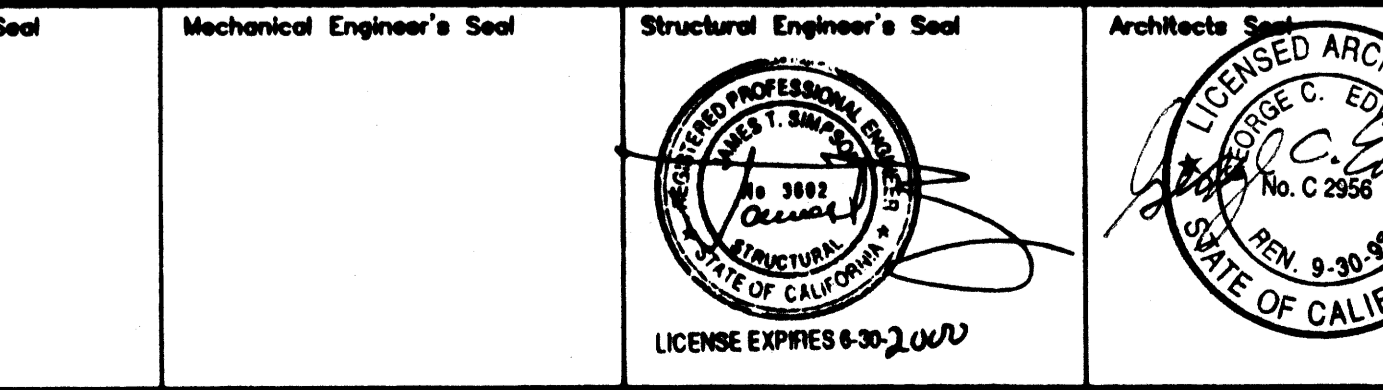 Seal
Mechanical Engineer's Seal
Structural Engineer's Seal
REGISTERED PROFESSIONAL ENGINEER
JAMES T. SIMPSON
No 3602
STRUCTURAL
STATE OF CALIFORNIA
LICENSE EXPIRES 6-30-2000
Architects Seal
LICENSED ARCHI
GEORGE C. ED
No. C 2956
REN. 9-30-9
STATE OF CALIF